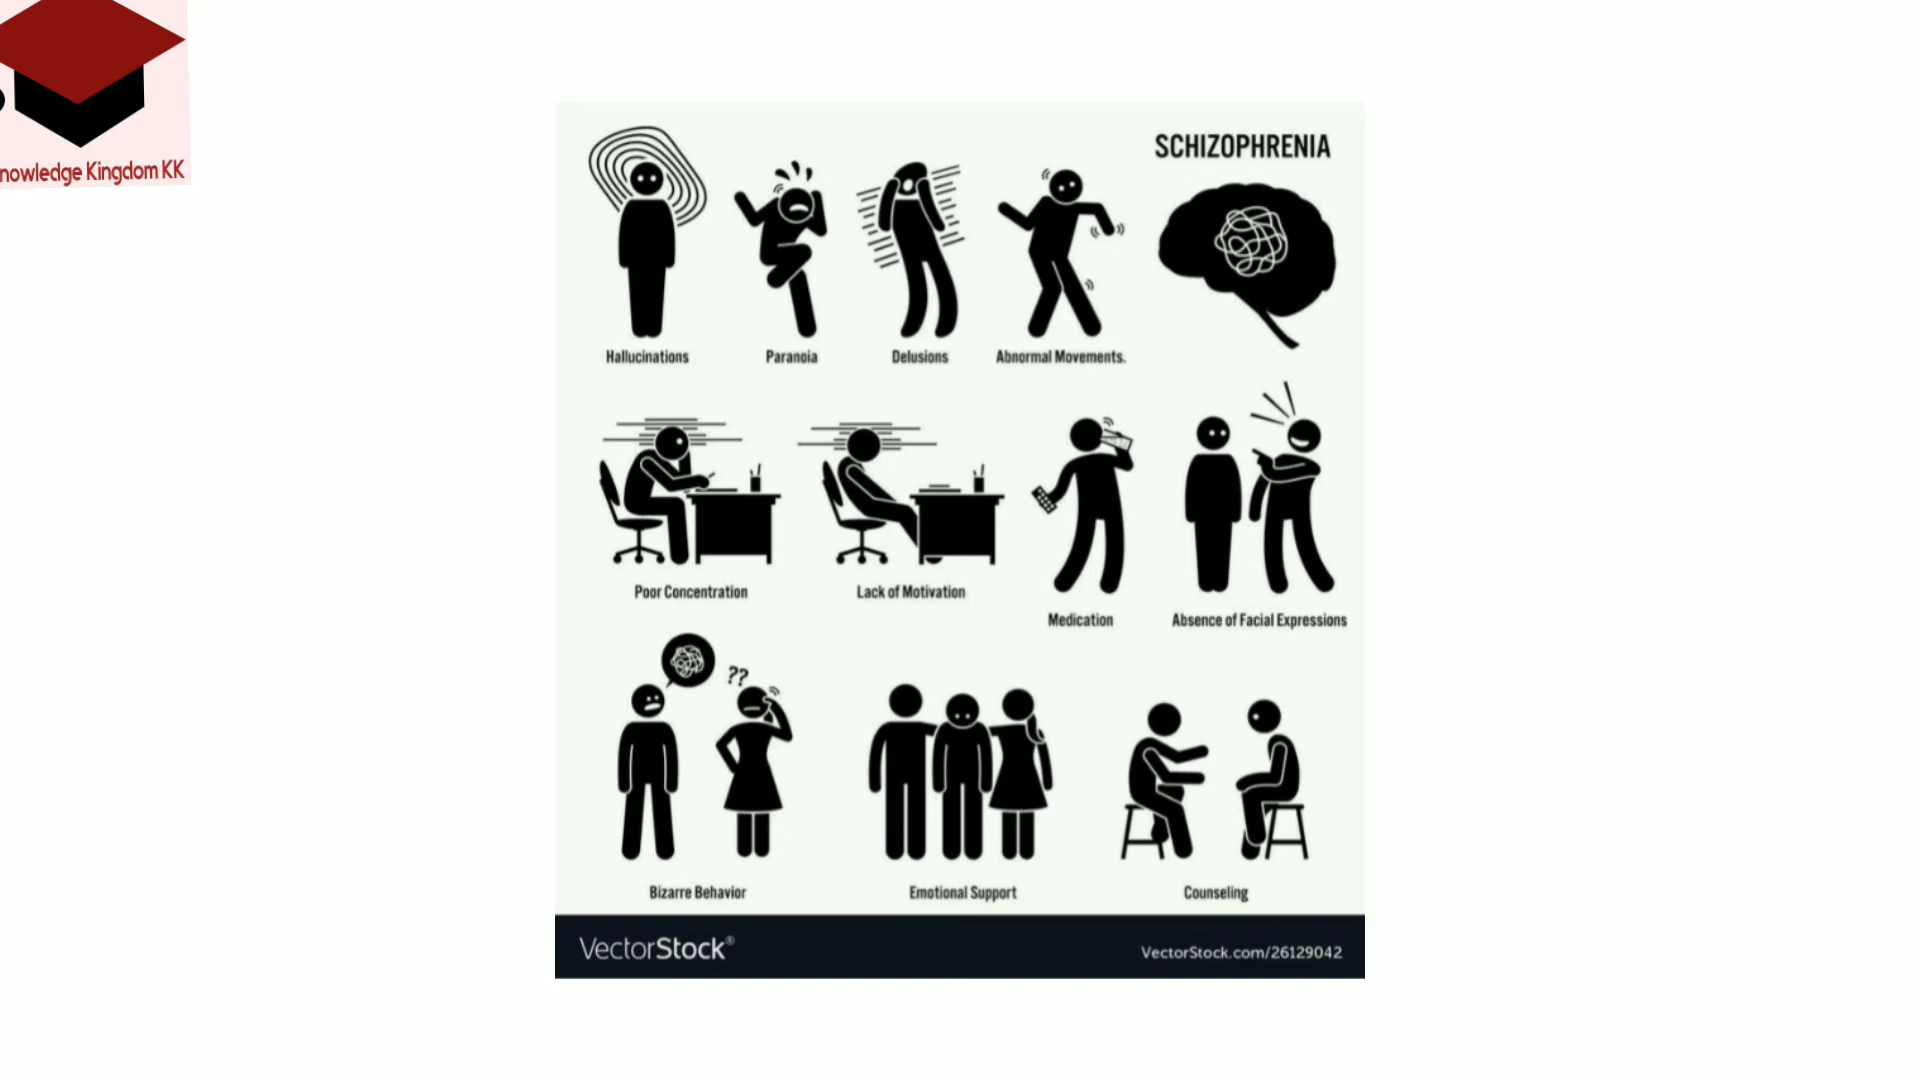 nowledge Kingdom KK
SCHIZOPHRENIA
Hallucinations
Paranoia
Delusions
Abnormal Movements.
Poor Concentration
Lack of Motivation
Medication
Absence of Facial Expressions
??
Bizarre Behavior
Emotional Support
Counseling
VectorStock®
VectorStock.com/26129042